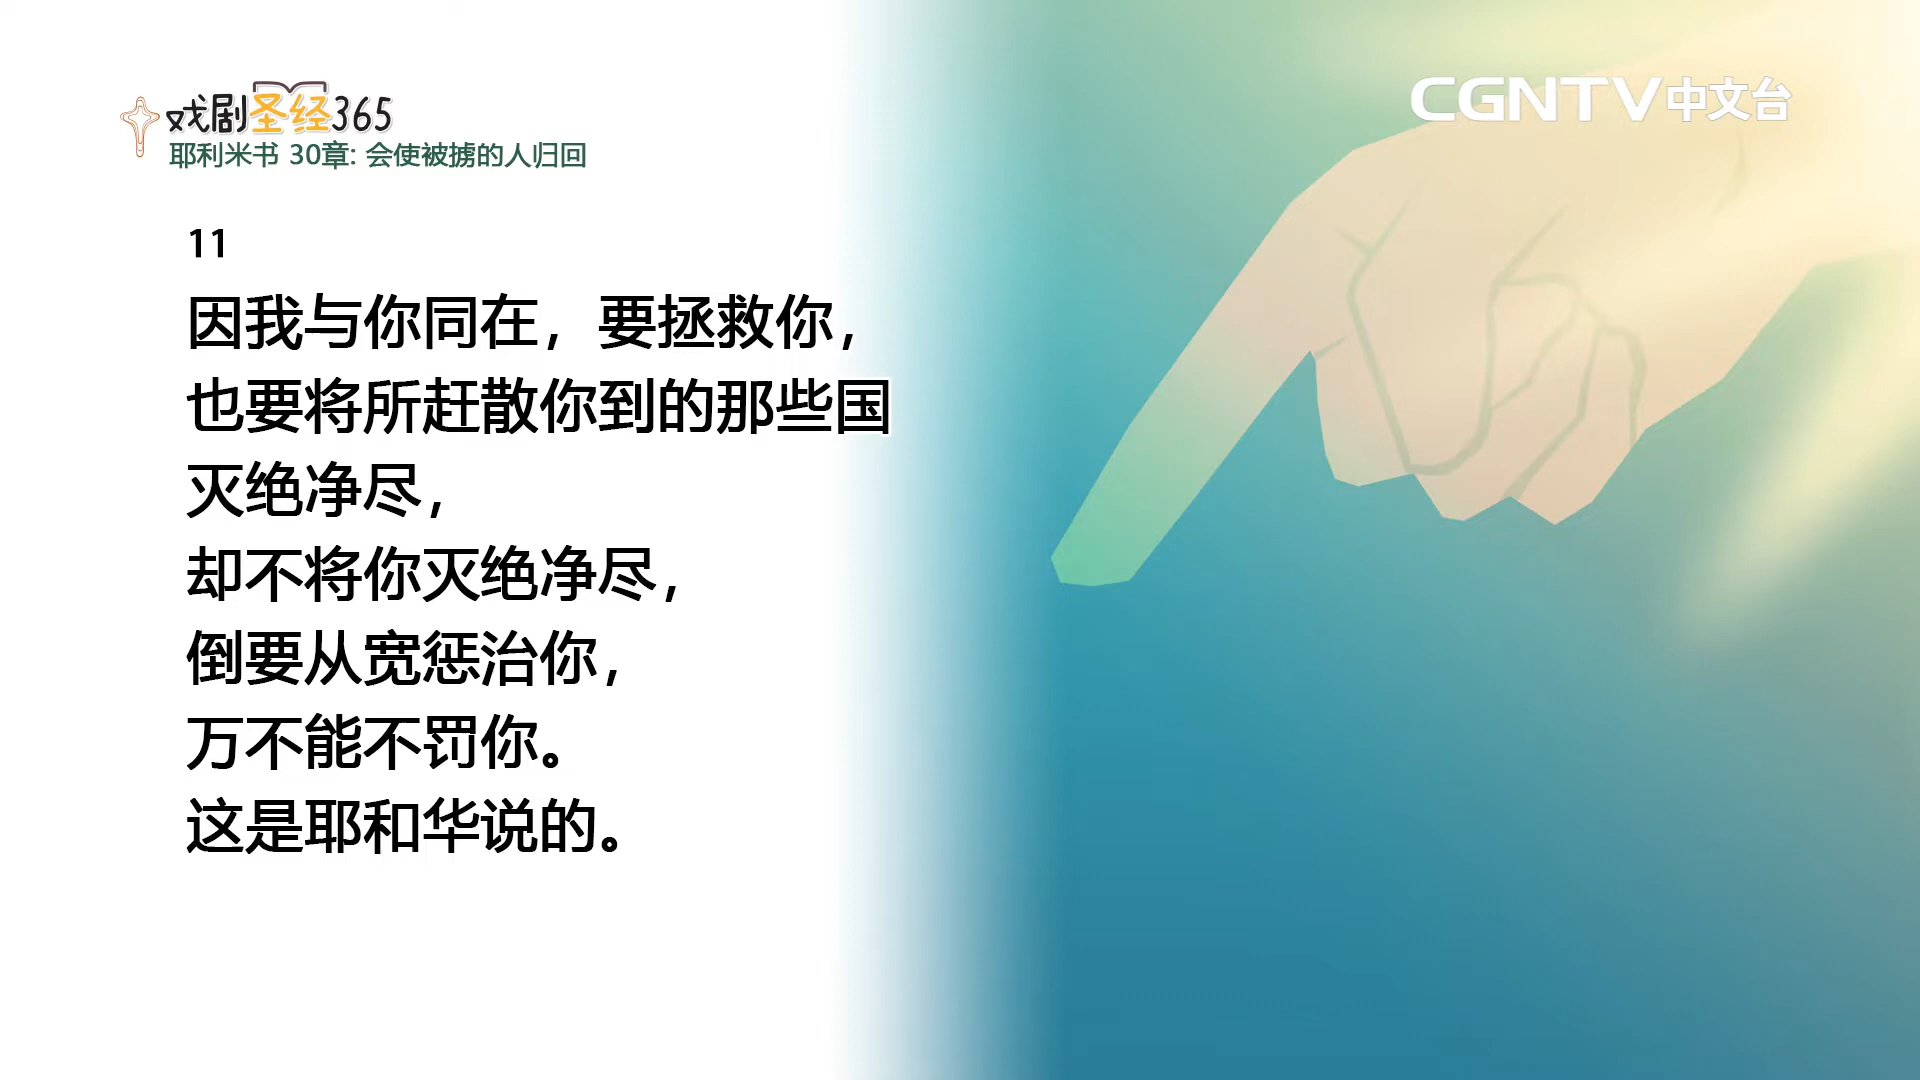 戏剧圣经365
CGNTV中文台
耶利米书 30章: 会使被掳的人归回
11
因我与你同在，要拯救你，
也要将所赶散你到的那些国
灭绝净尽，
却不将你灭绝净尽，
倒要从宽惩治你，
万不能不罚你。
这是耶和华说的。